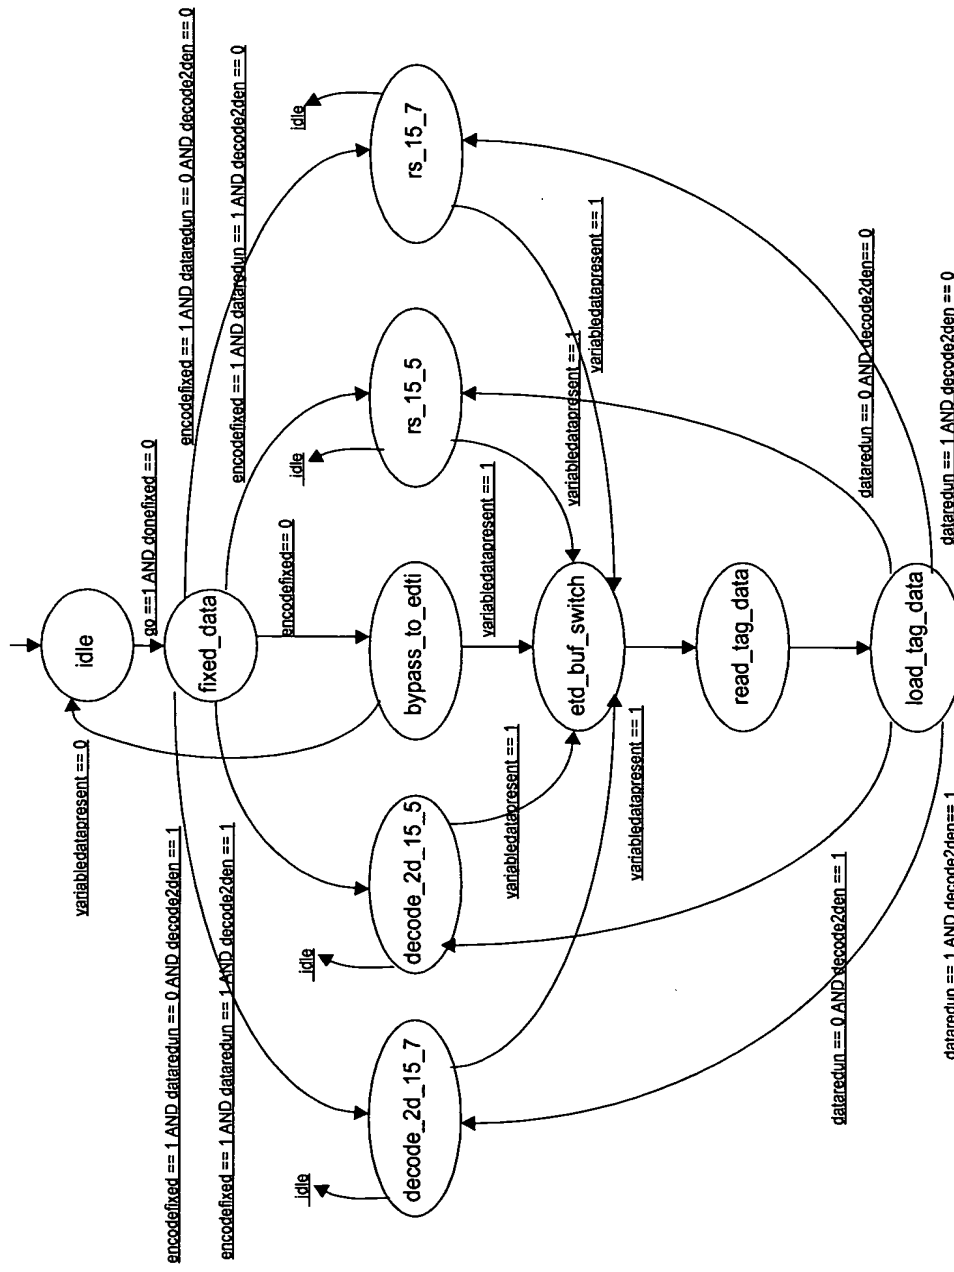 idle
go ==1 AND donefixed == 0
variabledatapresent == 0
fixed_data
encodefixed == 1 AND dataredun == 0 AND decode2den == 1
encodefixed == 1 AND dataredun == 1 AND decode2den == 1
encodefixed == 1 AND dataredun == 0 AND decode2den == 0
encodefixed == 1 AND dataredun == 1 AND decode2den == 0
encodefixed== 0
idle
idle
idle
idle
decode_2d_15_7
decode_2d_15_5
bypass_to_edti
rs_15_5
rs_15_7
variabledatapresent == 1
variabledatapresent == 1
variabledatapresent == 1
variabledatapresent == 1
variabledatapresent == 1
etd_buf_switch
read_tag_data
load_tag_data
dataredun == 0 AND decode2den == 1
dataredun == 0 AND decode2den== 0
dataredun == 1 AND decode2den== 1
dataredun == 1 AND decode2den == 0